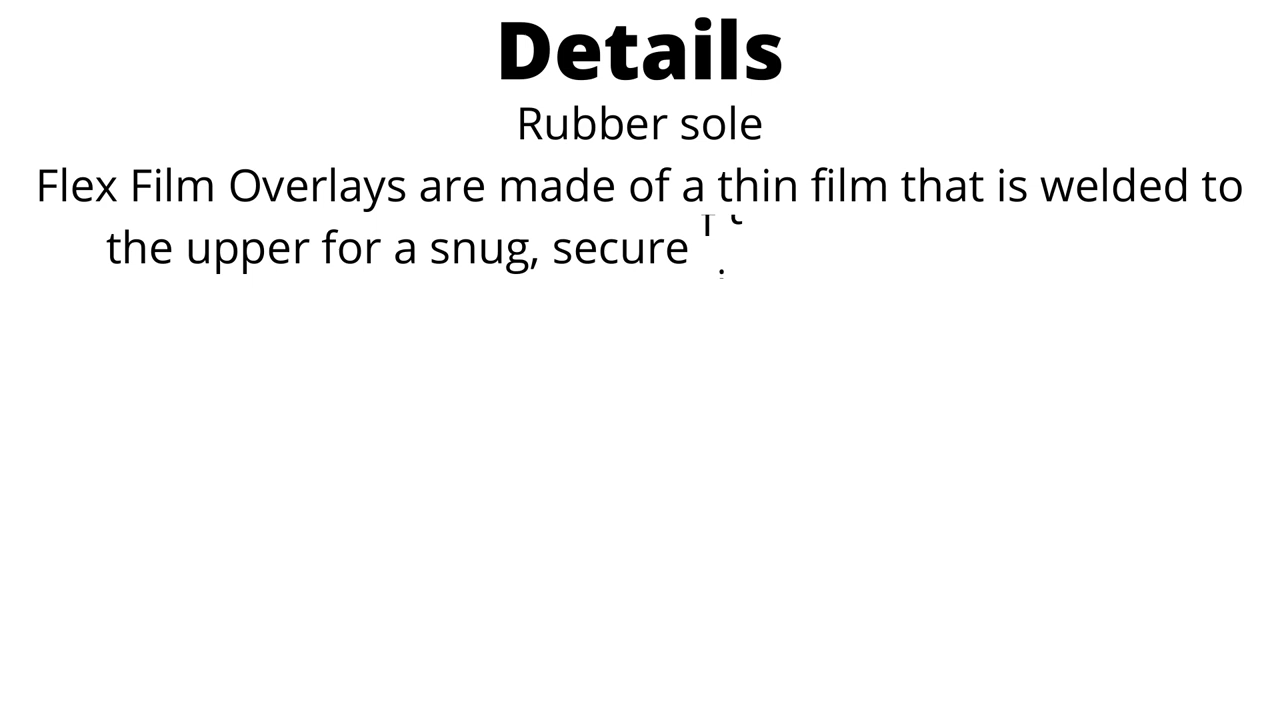 Details
Rubber sole
Flex Film Overlays are made of a thin film that is welded to
the upper for a snug, secure